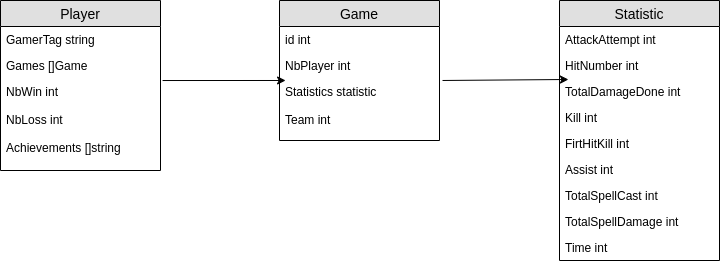 Player
GamerTag string
Games []Game
NbWin int
NbLoss int
Achievements []string
Game
id int
NbPlayer int
Statistics statistic
Team int
Statistic
AttackAttempt int
HitNumber int
TotalDamageDone int
Kill int
FirtHitKill int
Assist int
TotalSpellCast int
TotalSpellDamage int
Time int